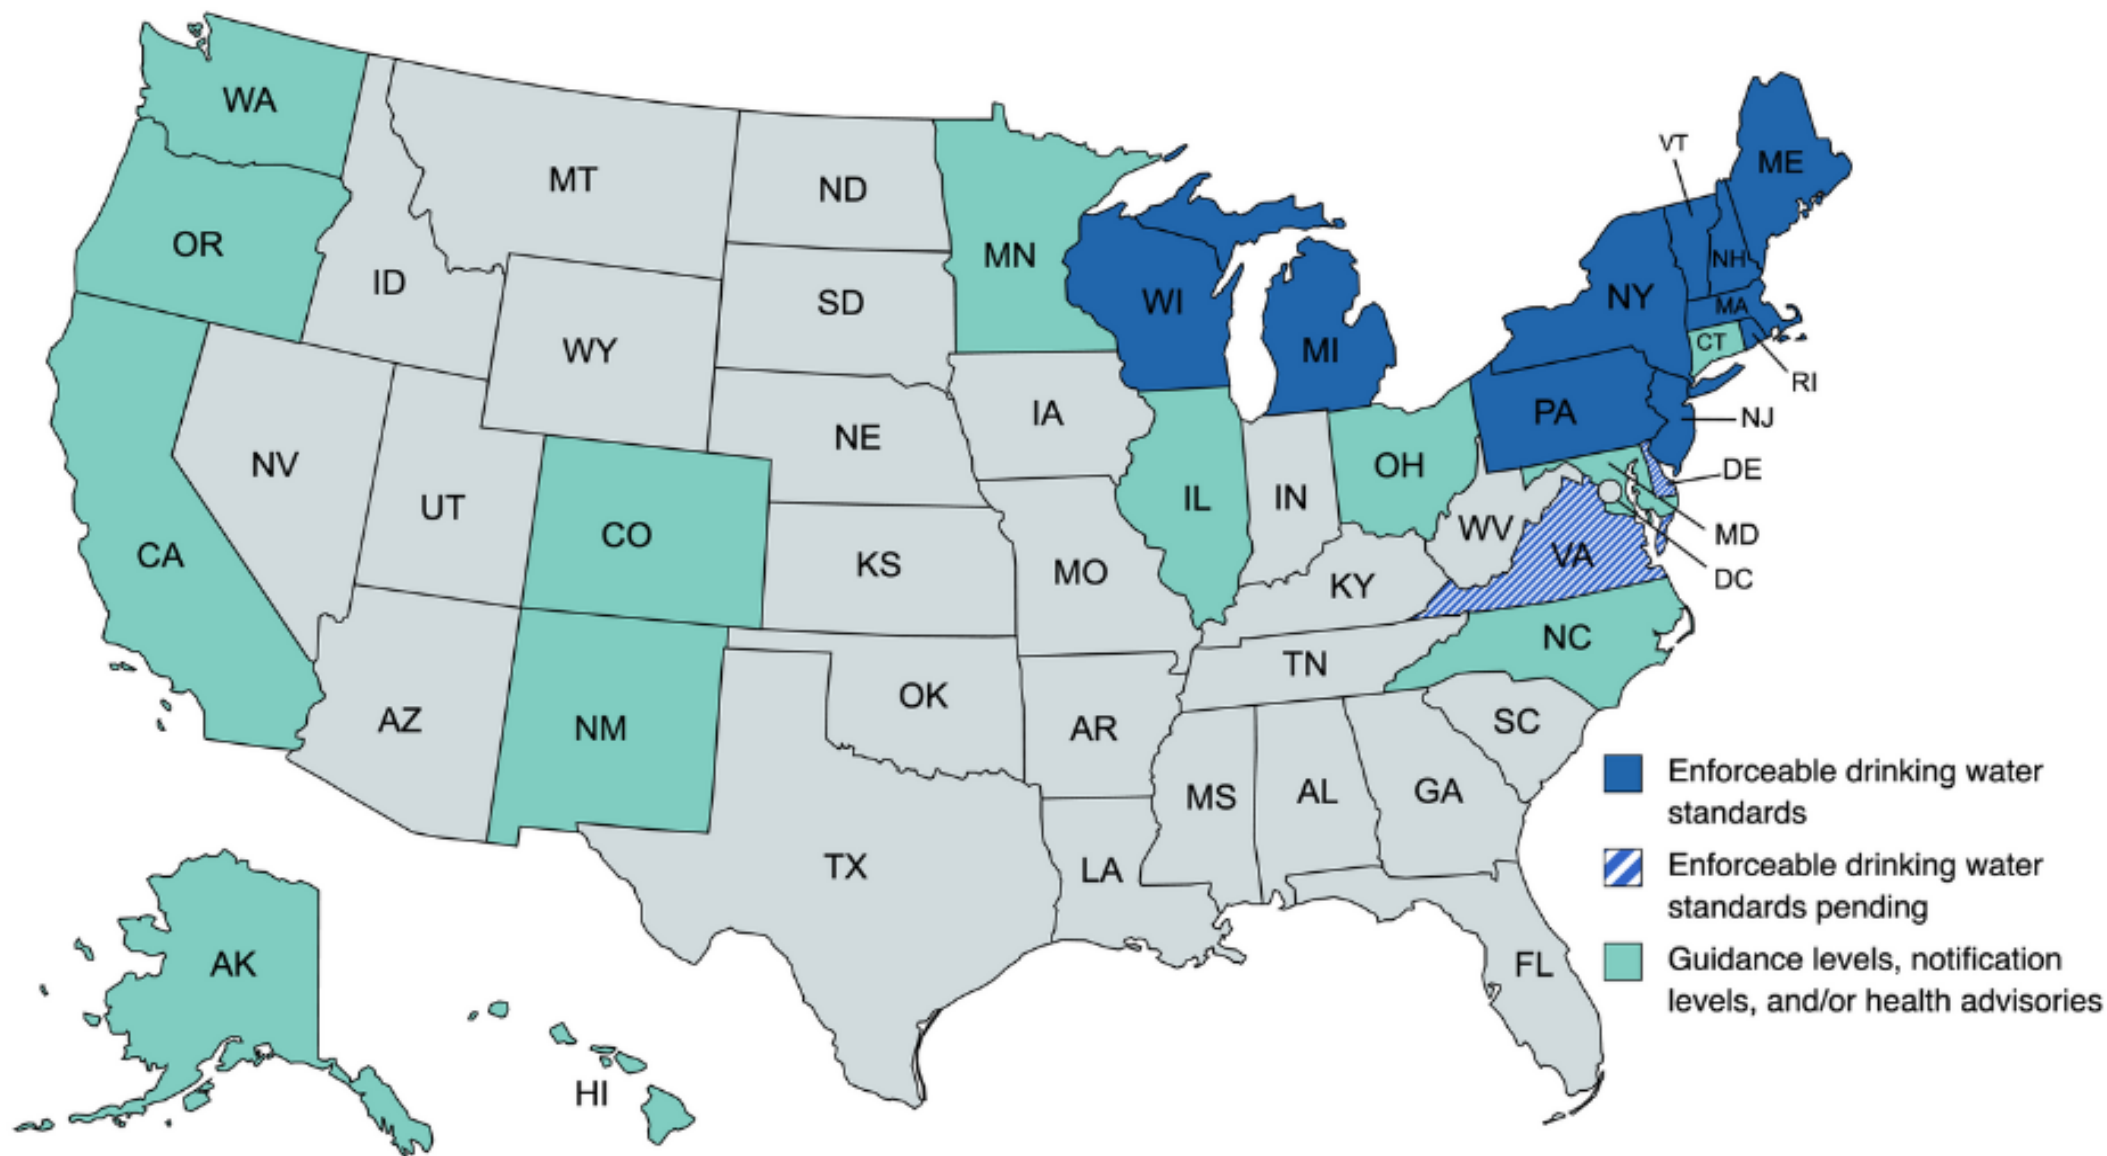 WA
MT
ND
VT
ME
OR
ID
MN
NH
SD
WI
NY
MA
WY
MI
CT
RI
IA
PA
NJ
NE
NV
OH
DE
UT
CO
IL
IN
WV
MD
CA
KS
MO
VA
DC
KY
NC
TN
AZ
NM
OK
AR
SC
MS
AL
GA
TX
LA
FL
AK
HI
Enforceable drinking water
standards
Enforceable drinking water
standards pending
Guidance levels, notification
levels, and/or health advisories